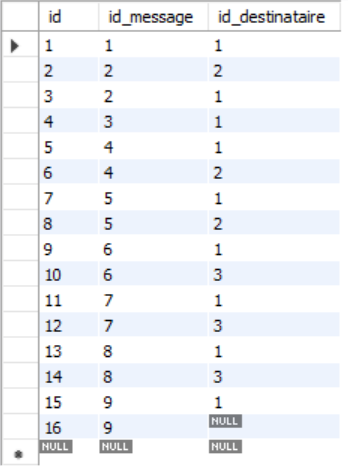 id id_message id_destinataire
1 1 1
2 2 2
3 2 1
4 3 1
5 4 1
6 4 2
7 5 1
8 5 2
9 6 1
10 6 3
11 7 1
12 7 3
13 8 1
14 8 3
15 9 1
16 9 NULL
NULL NULL NULL